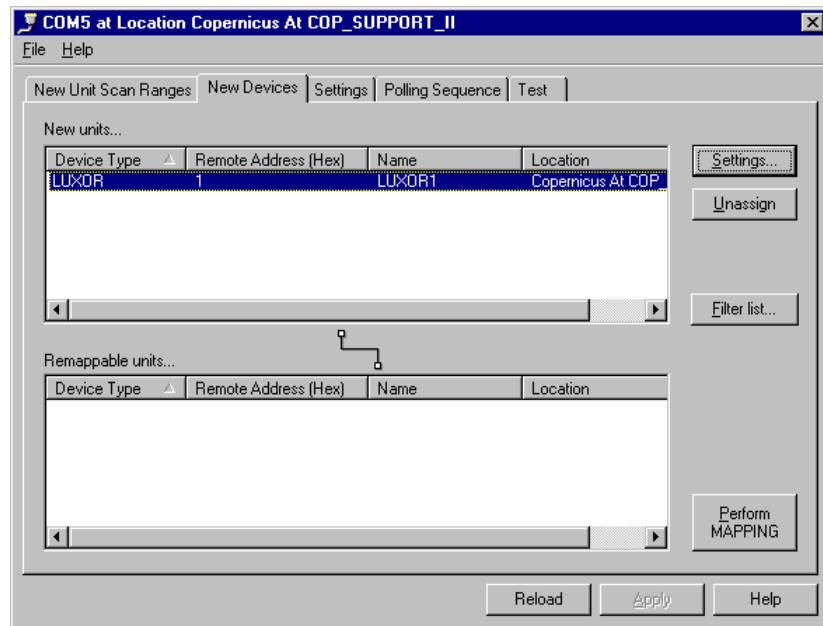 COM5 at Location Copernicus At COP_SUPPORT_II
File Help
New Unit Scan Ranges New Devices Settings Polling Sequence Test
New units...
Device Type Remote Address (Hex) Name Location
LUXOR 1 LUXOR1 Copernicus At COP_
Settings...
Unassign
Filter list...
Remappable units...
Device Type Remote Address (Hex) Name Location
Perform
MAPPING
Reload Apply Help